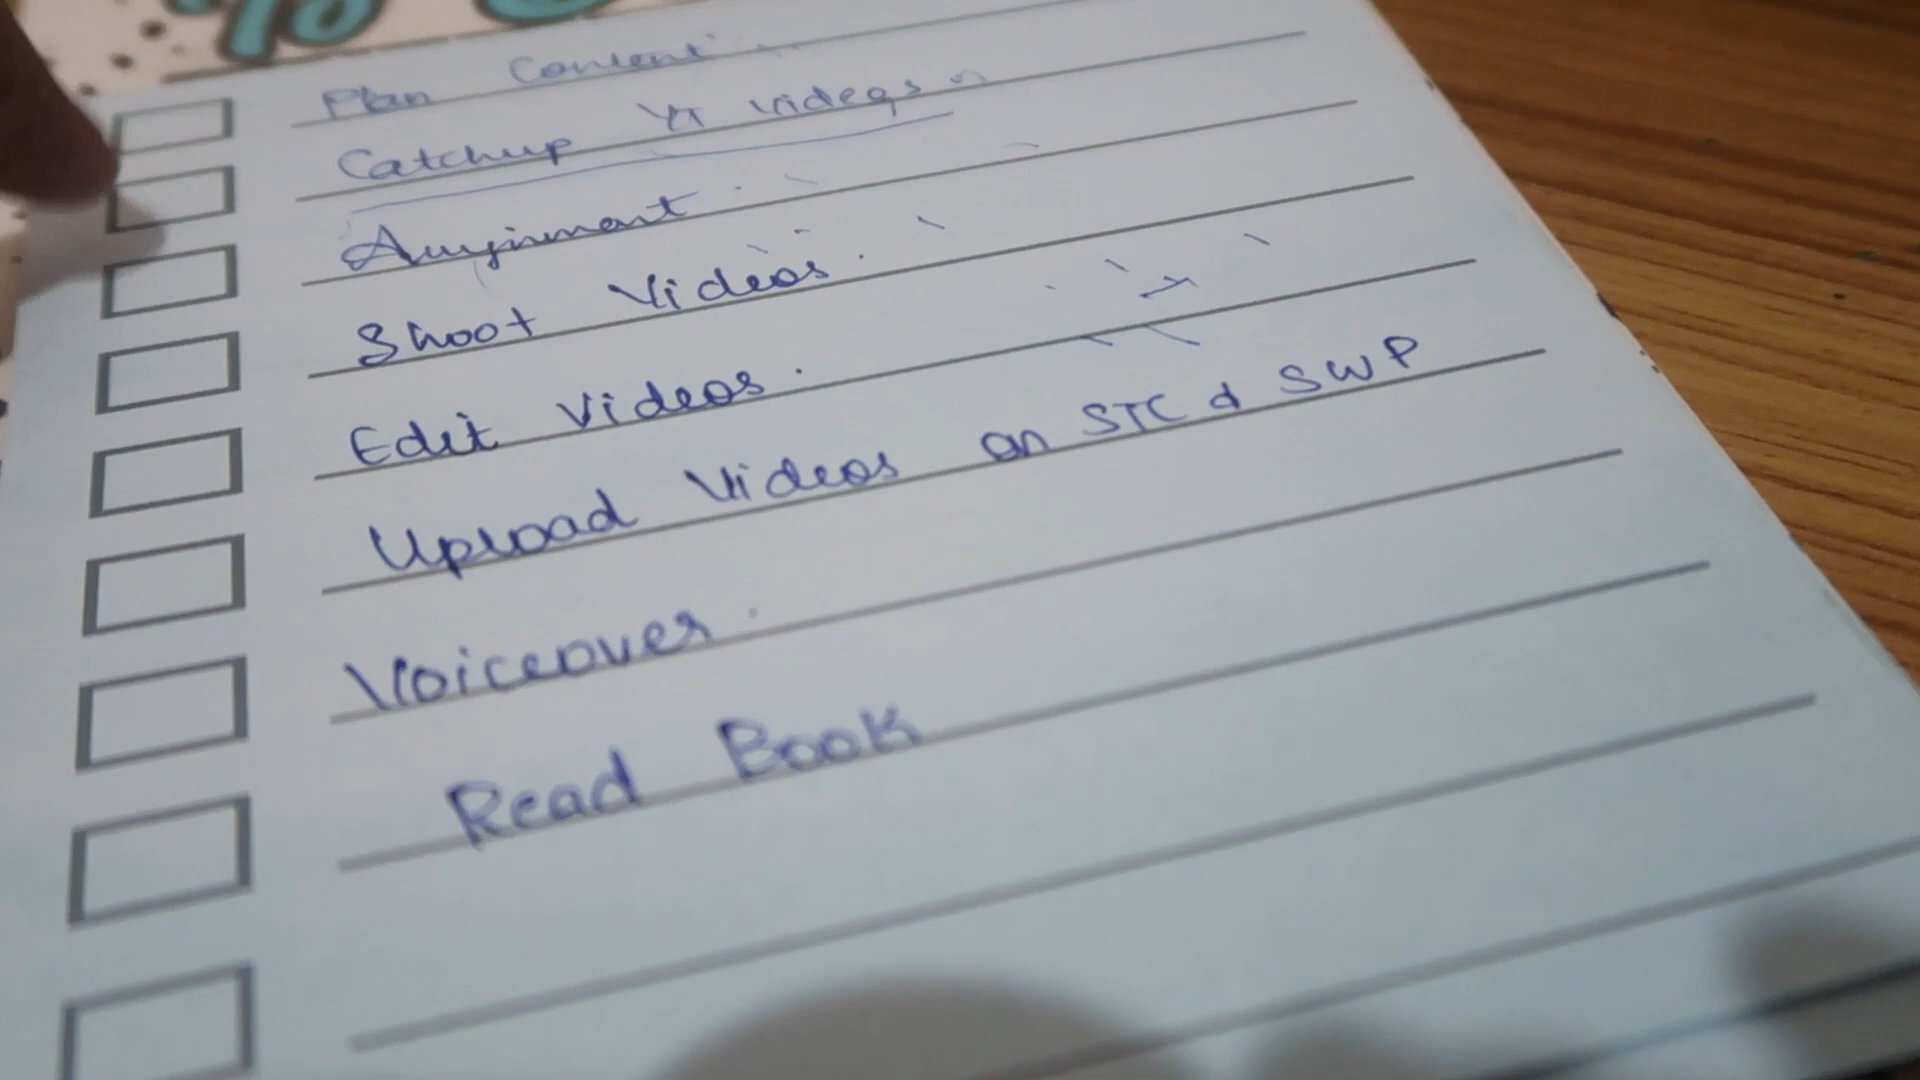 Plan Content
Catchup YT Videos
Assignment.
Shoot Videos.
Edit Videos.
Upload Videos on STC & SWP
Voiceover.
Read Book